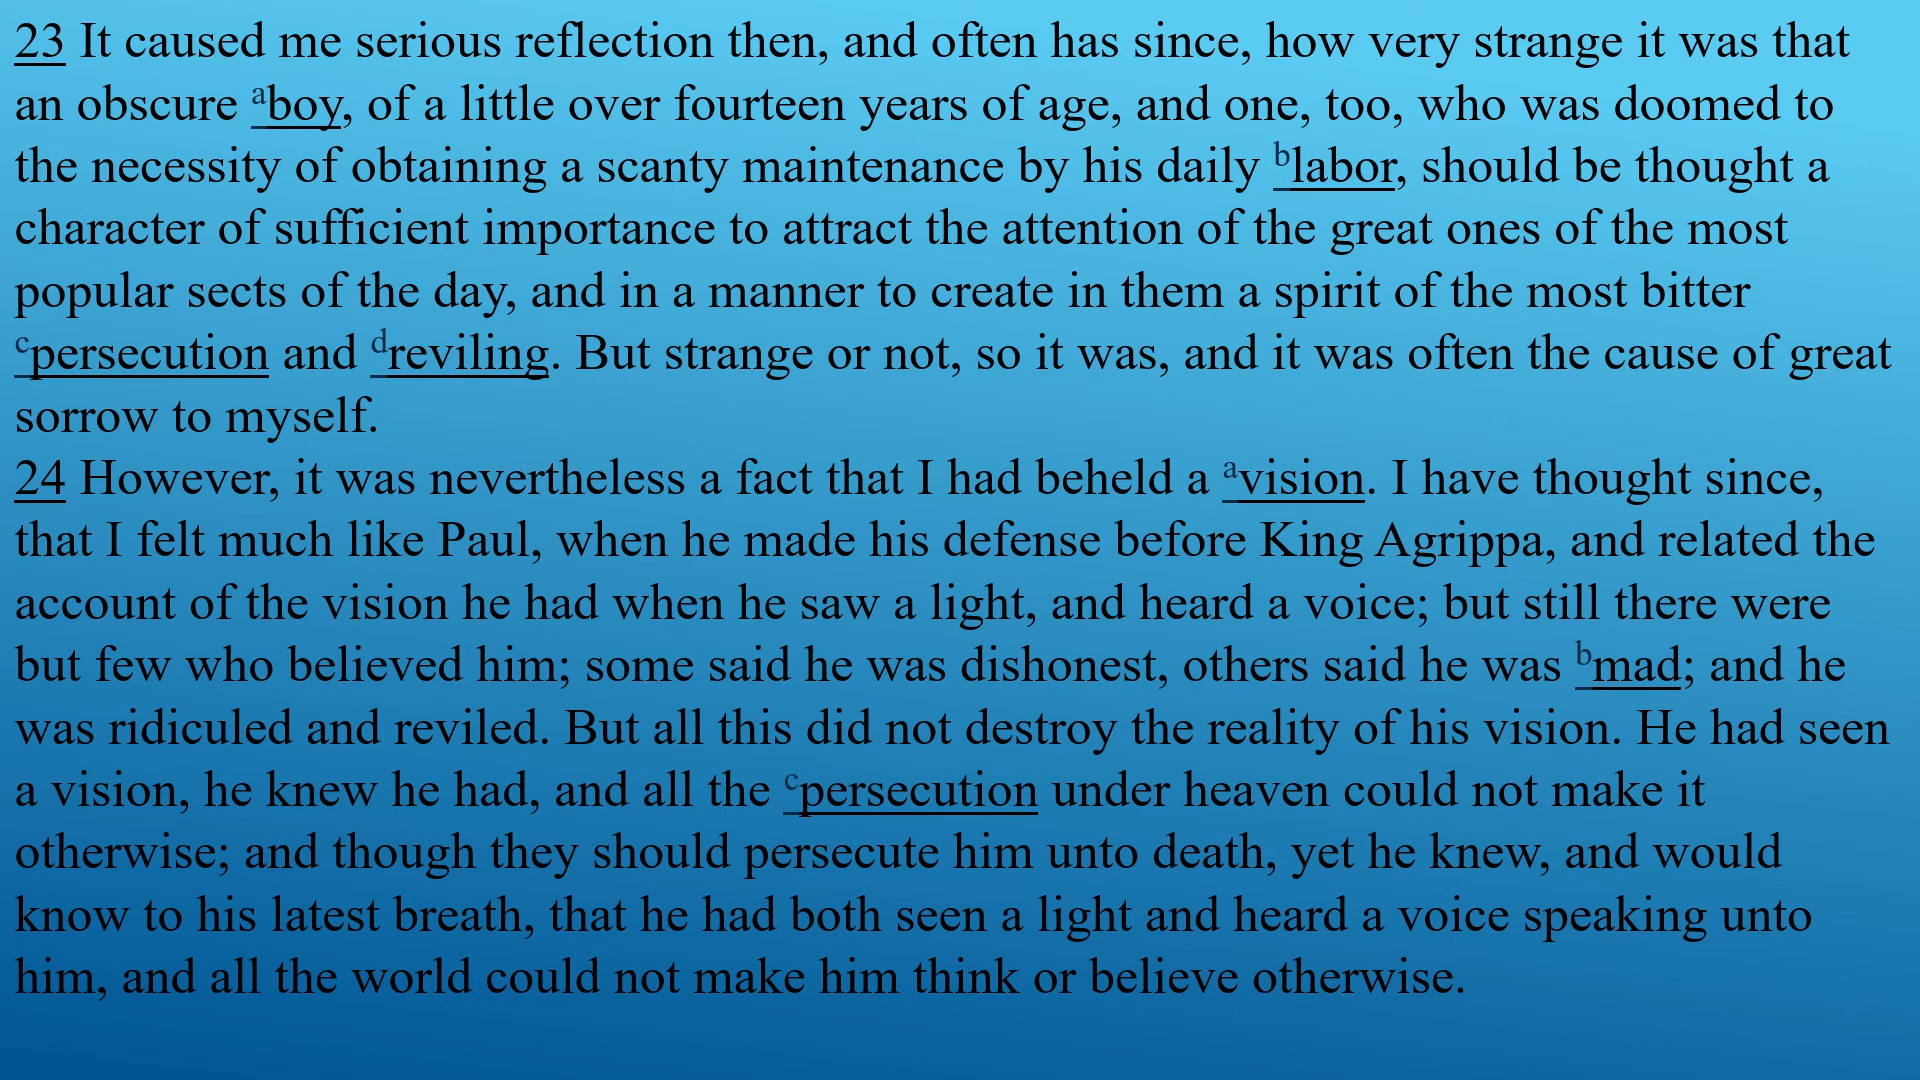 23 It caused me serious reflection then, and often has since, how very strange it was that
an obscure aboy, of a little over fourteen years of age, and one, too, who was doomed to
the necessity of obtaining a scanty maintenance by his daily blabor, should be thought a
character of sufficient importance to attract the attention of the great ones of the most
popular sects of the day, and in a manner to create in them a spirit of the most bitter
cpersecution and dreviling. But strange or not, so it was, and it was often the cause of great
sorrow to myself.
24 However, it was nevertheless a fact that I had beheld a avision. I have thought since,
that I felt much like Paul, when he made his defense before King Agrippa, and related the
account of the vision he had when he saw a light, and heard a voice; but still there were
but few who believed him; some said he was dishonest, others said he was bmad; and he
was ridiculed and reviled. But all this did not destroy the reality of his vision. He had seen
a vision, he knew he had, and all the cpersecution under heaven could not make it
otherwise; and though they should persecute him unto death, yet he knew, and would
know to his latest breath, that he had both seen a light and heard a voice speaking unto
him, and all the world could not make him think or believe otherwise.